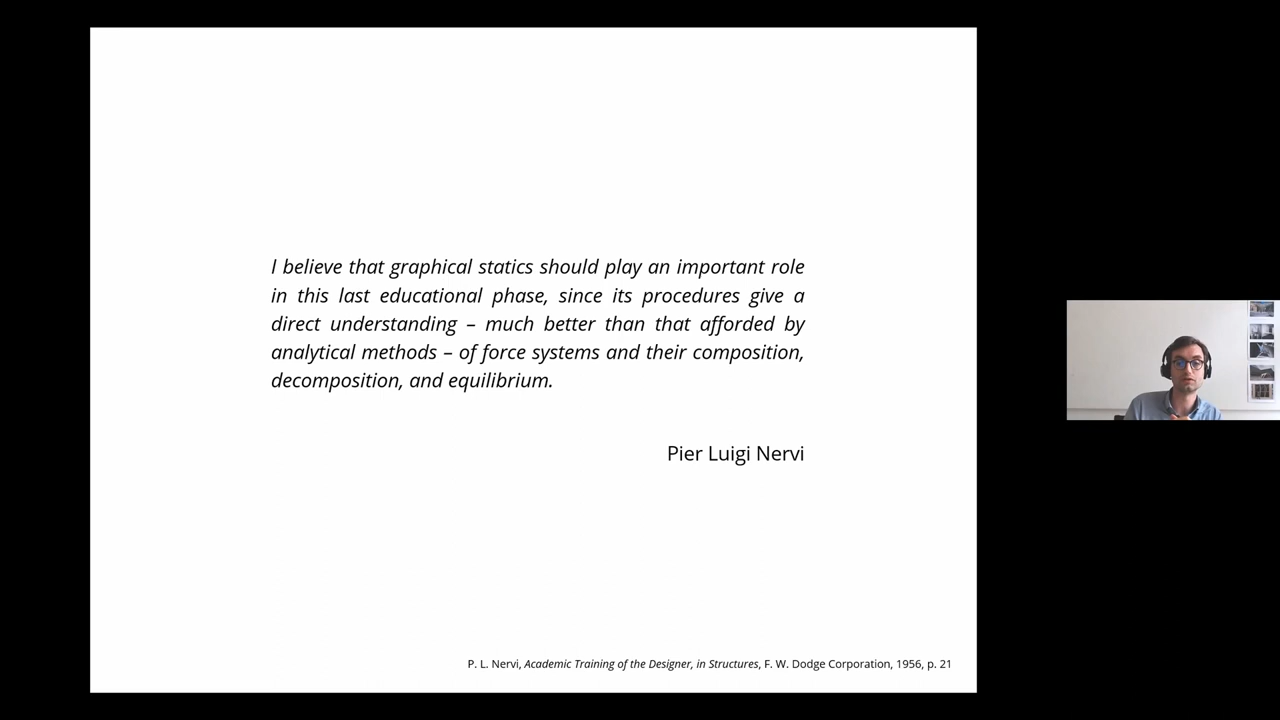 I believe that graphical statics should play an important role
in this last educational phase, since its procedures give a
direct understanding – much better than that afforded by
analytical methods – of force systems and their composition,
decomposition, and equilibrium.
Pier Luigi Nervi
P. L. Nervi, Academic Training of the Designer, in Structures, F. W. Dodge Corporation, 1956, p. 21